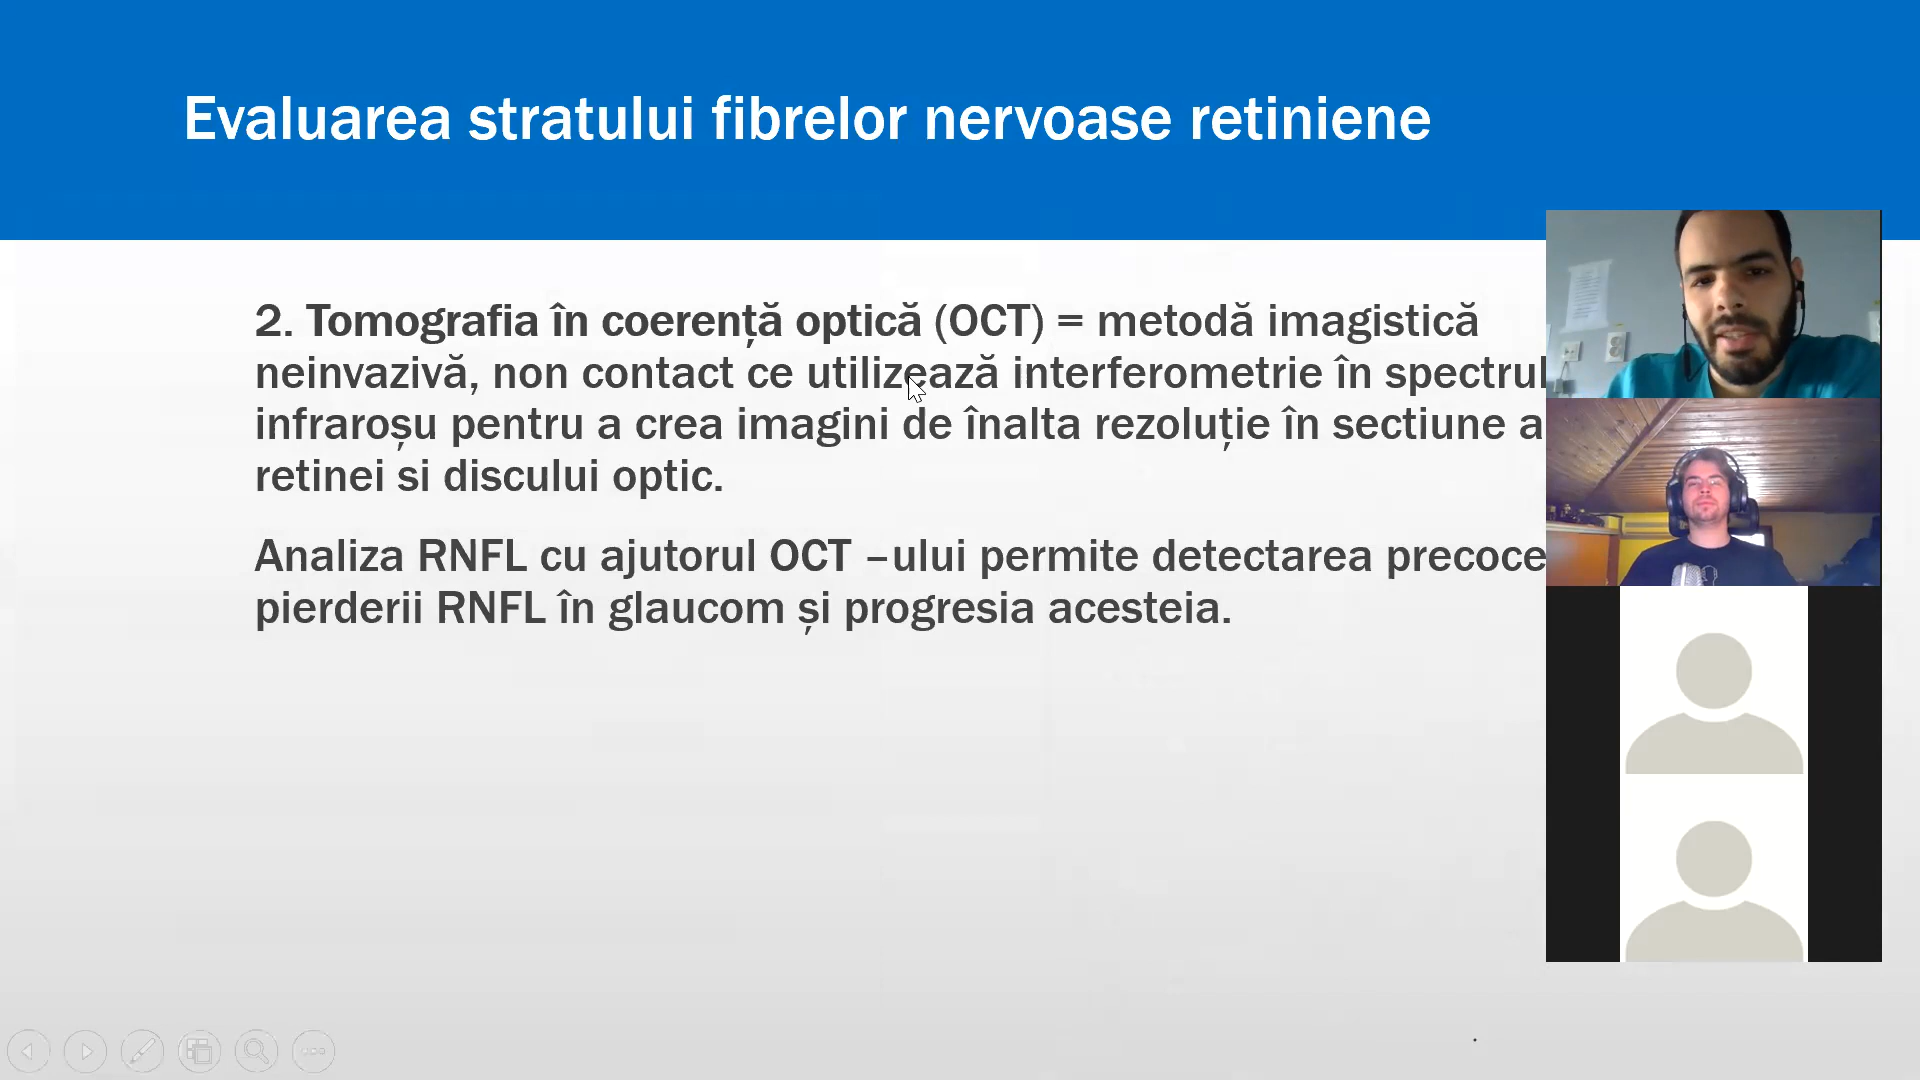 Evaluarea stratului fibrelor nervoase retiniene
2. Tomografia în coerență optică (OCT) = metodă imagistică
neinvazivă, non contact ce utilizează interferometrie în spectrul
infraroșu pentru a crea imagini de înalta rezoluție în sectiune a
retinei si discului optic.
Analiza RNFL cu ajutorul OCT –ului permite detectarea precoce
pierderii RNFL în glaucom și progresia acesteia.